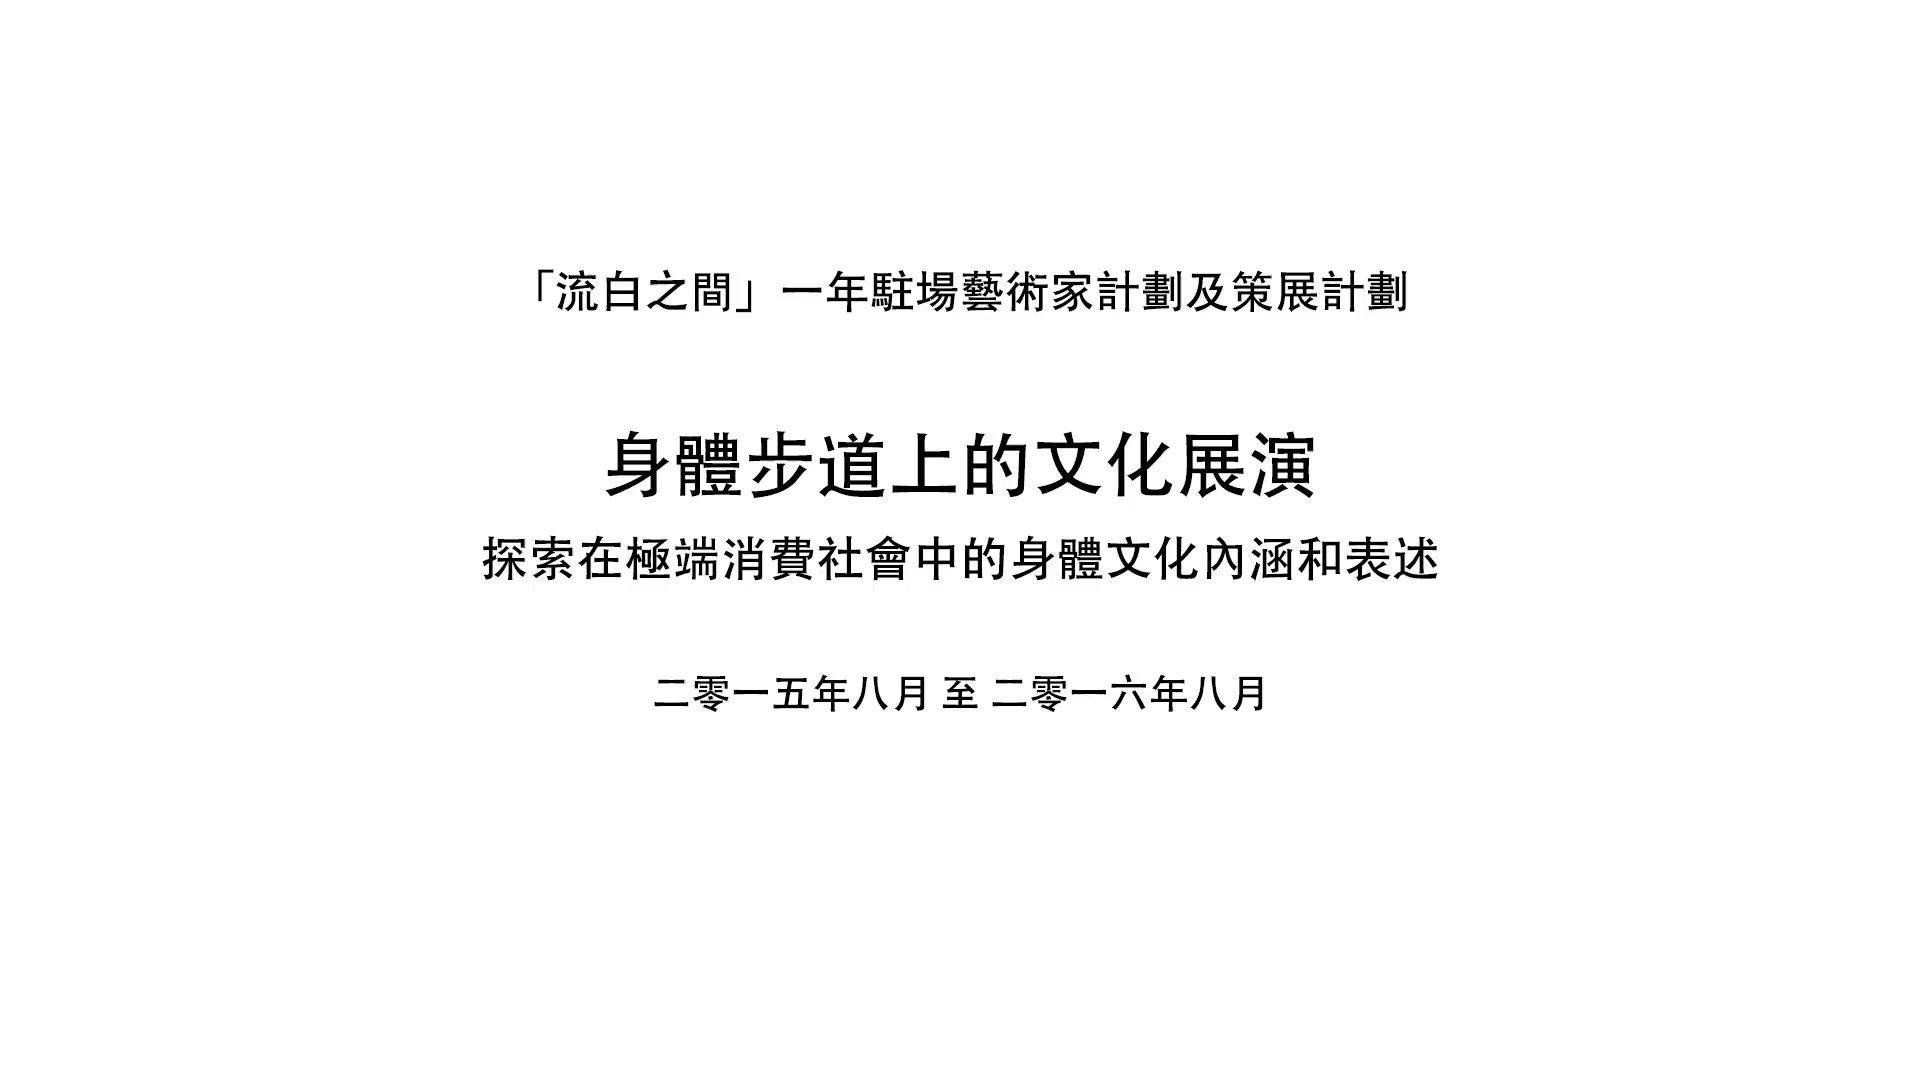 「流白之間」一年駐場藝術家計劃及策展計劃
身體步道上的文化展演
探索在極端消費社會中的身體文化內涵和表述
二零一五年八月 至 二零一六年八月